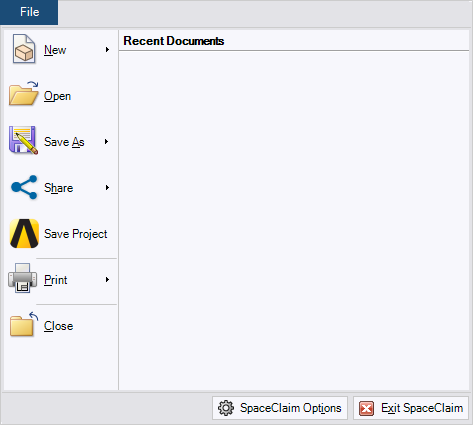 File
Recent Documents
New
Open
Save As
Share
Save Project
Print
Close
SpaceClaim Options
Exit SpaceClaim